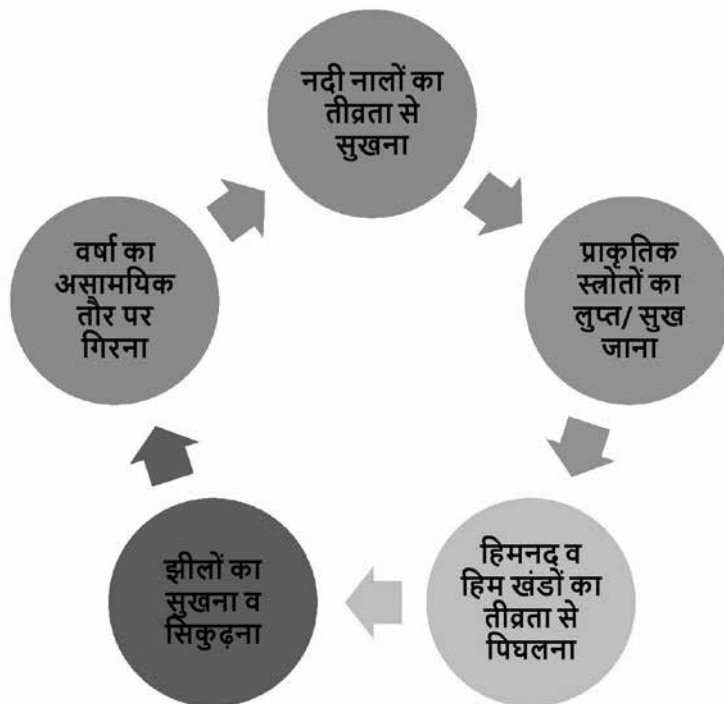 नदी नालों का
तीव्रता से
सुखना
प्राकृतिक
स्त्रोतों का
लुप्त/ सुख
जाना
हिमनद व
हिम खंडों का
तीव्रता से
पिघलना
झीलों का
सुखना व
सिकुढ़ना
वर्षा का
असामयिक
तौर पर
गिरना